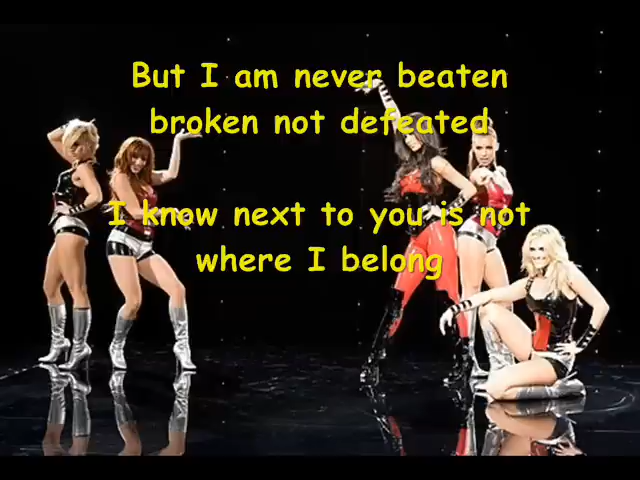 But I am never beaten
broken not defeated
I know next to you is not
where I belong